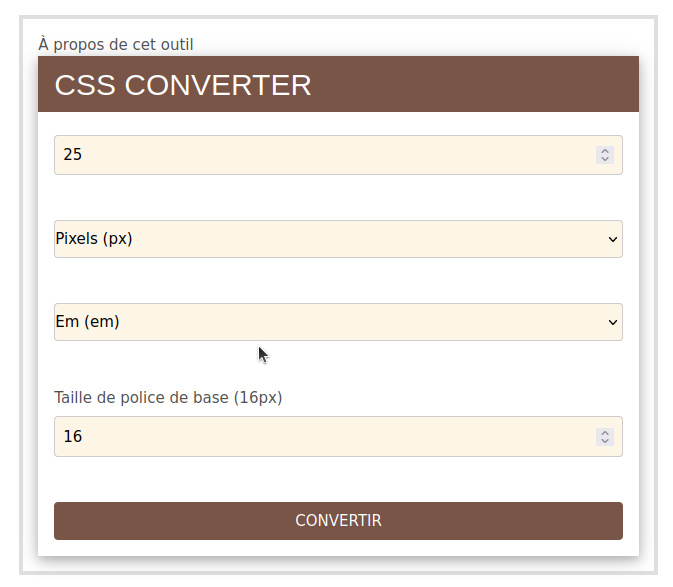 À propos de cet outil
CSS CONVERTER
25
Pixels (px)
Em (em)
Taille de police de base (16px)
16
CONVERTIR